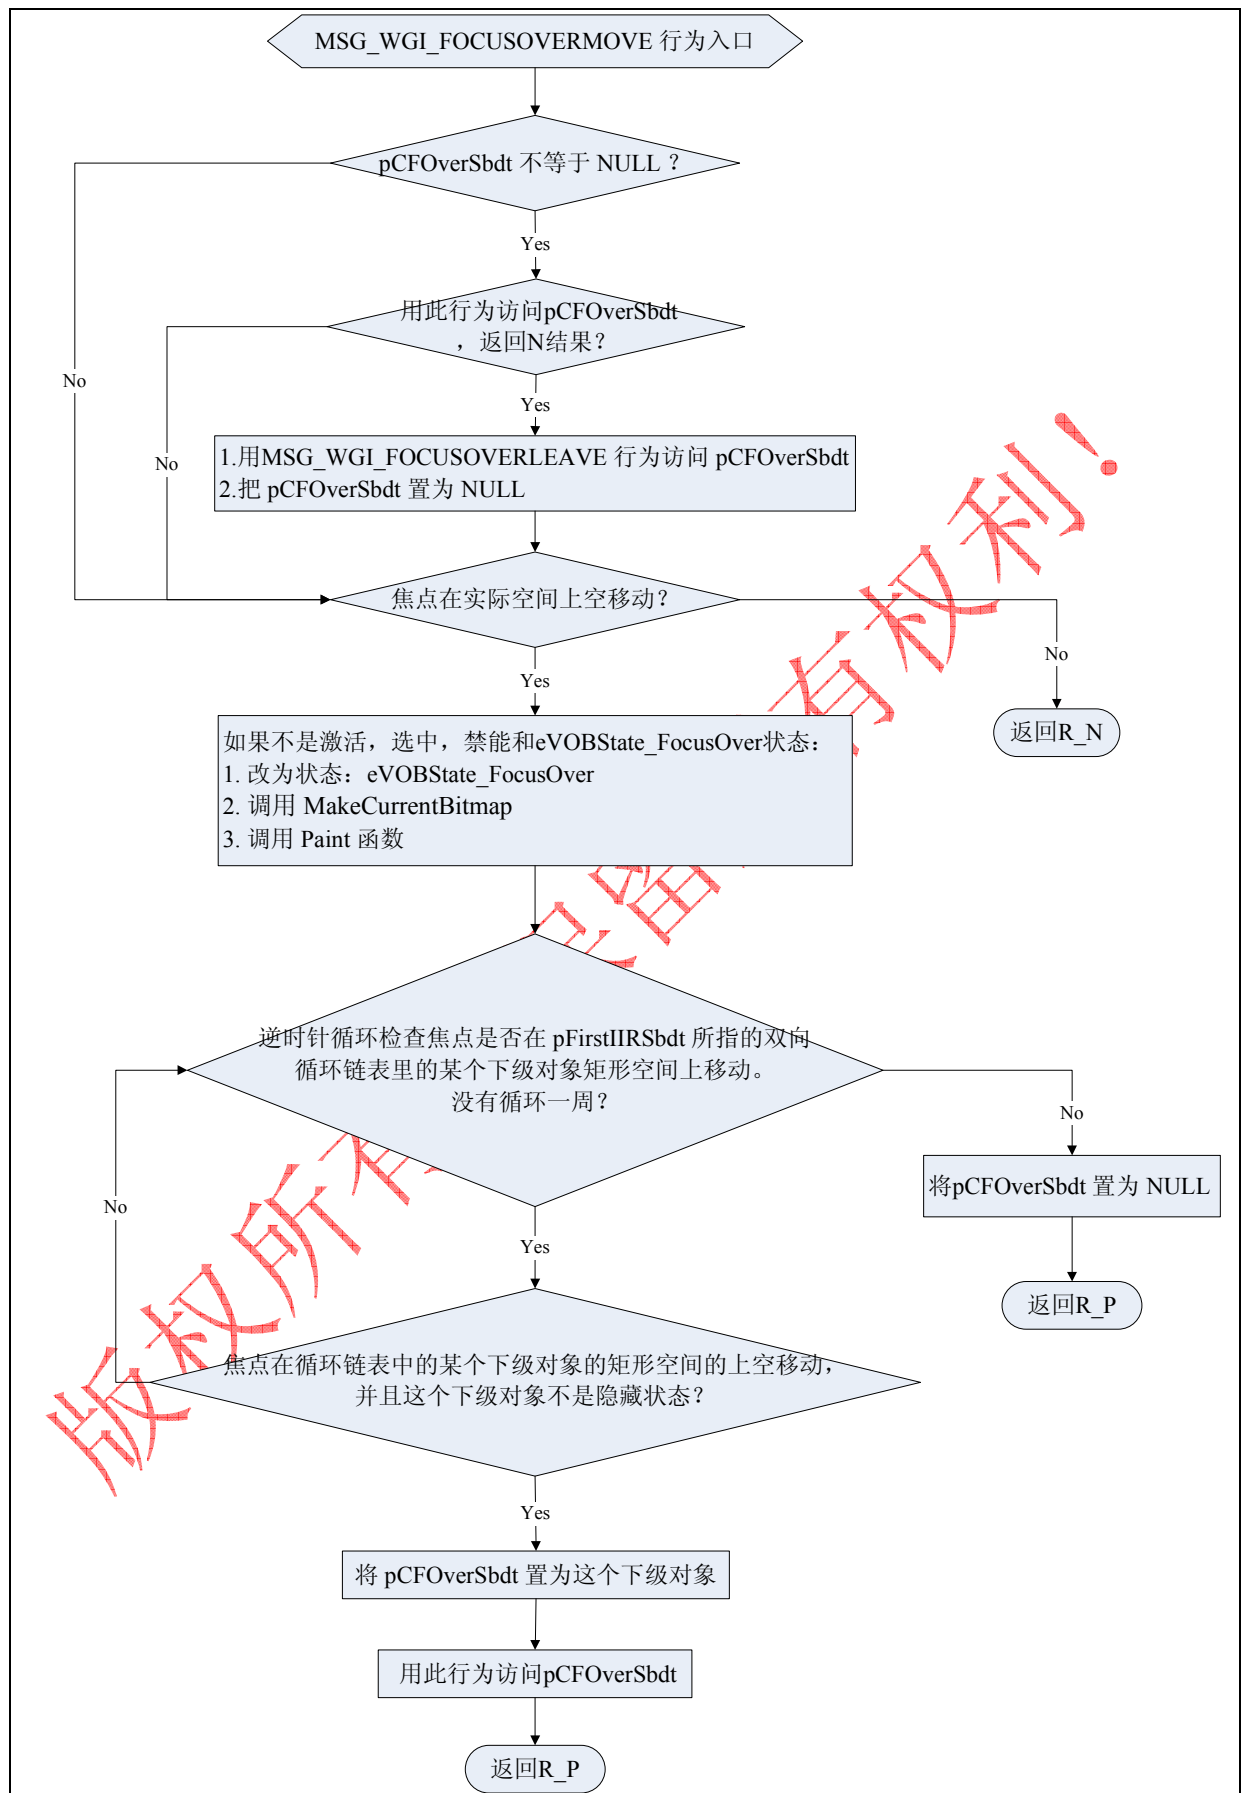 MSG_WGI_FOCUSOVERMOVE 行为入口
pCFOverSbdt 不等于 NULL ？
Yes
用此行为访问pCFOverSbdt
，返回N结果？
No
Yes
No
1.用MSG_WGI_FOCUSOVERLEAVE 行为访问 pCFOverSbdt
2.把 pCFOverSbdt 置为 NULL
焦点在实际空间上空移动？
No
Yes
返回R_N
如果不是激活，选中，禁能和eVOBState_FocusOver状态：
1. 改为状态：eVOBState_FocusOver
2. 调用 MakeCurrentBitmap
3. 调用 Paint 函数
逆时针循环检查焦点是否在 pFirstIIRSbdt 所指的双向
循环链表里的某个下级对象矩形空间上移动。
没有循环一周？
No
将pCFOverSbdt 置为 NULL
No
Yes
返回R_P
焦点在循环链表中的某个下级对象的矩形空间的上空移动，
并且这个下级对象不是隐藏状态？
Yes
将 pCFOverSbdt 置为这个下级对象
用此行为访问pCFOverSbdt
返回R_P
版权所有，保留所有权利！